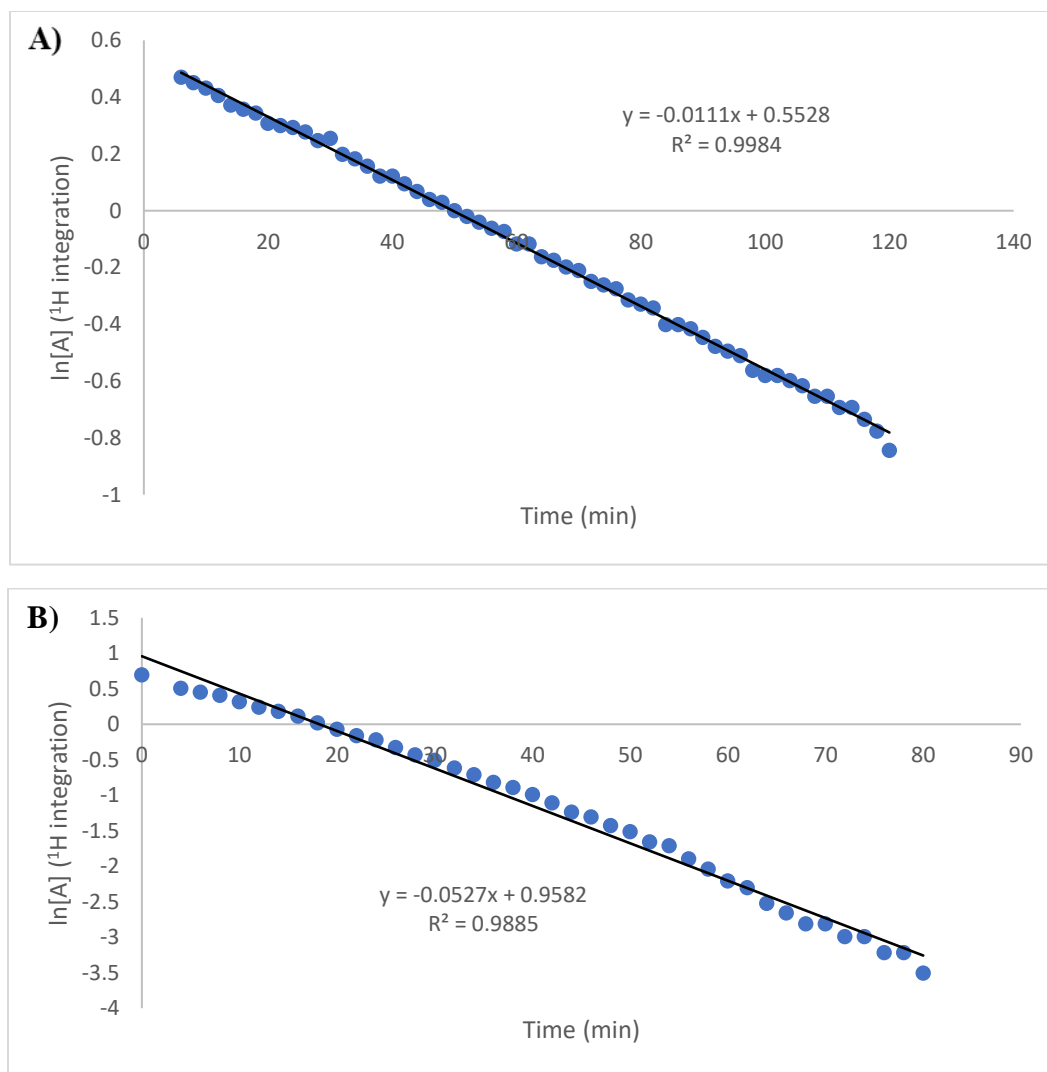 A)
0.6
y = -0.0111x + 0.5528
0.4
R² = 0.9984
0.2
0
0 20 40 60 80 100 120 140
-0.2
-0.4
-0.6
-0.8
-1
ln[A] (¹H integration)
Time (min)
B)
1.5
1
0.5
0
0 10 20 30 40 50 60 70 80 90
-0.5
-1
-1.5
-2
y = -0.0527x + 0.9582
-2.5
R² = 0.9885
-3
-3.5
-4
ln[A] (¹H integration)
Time (min)